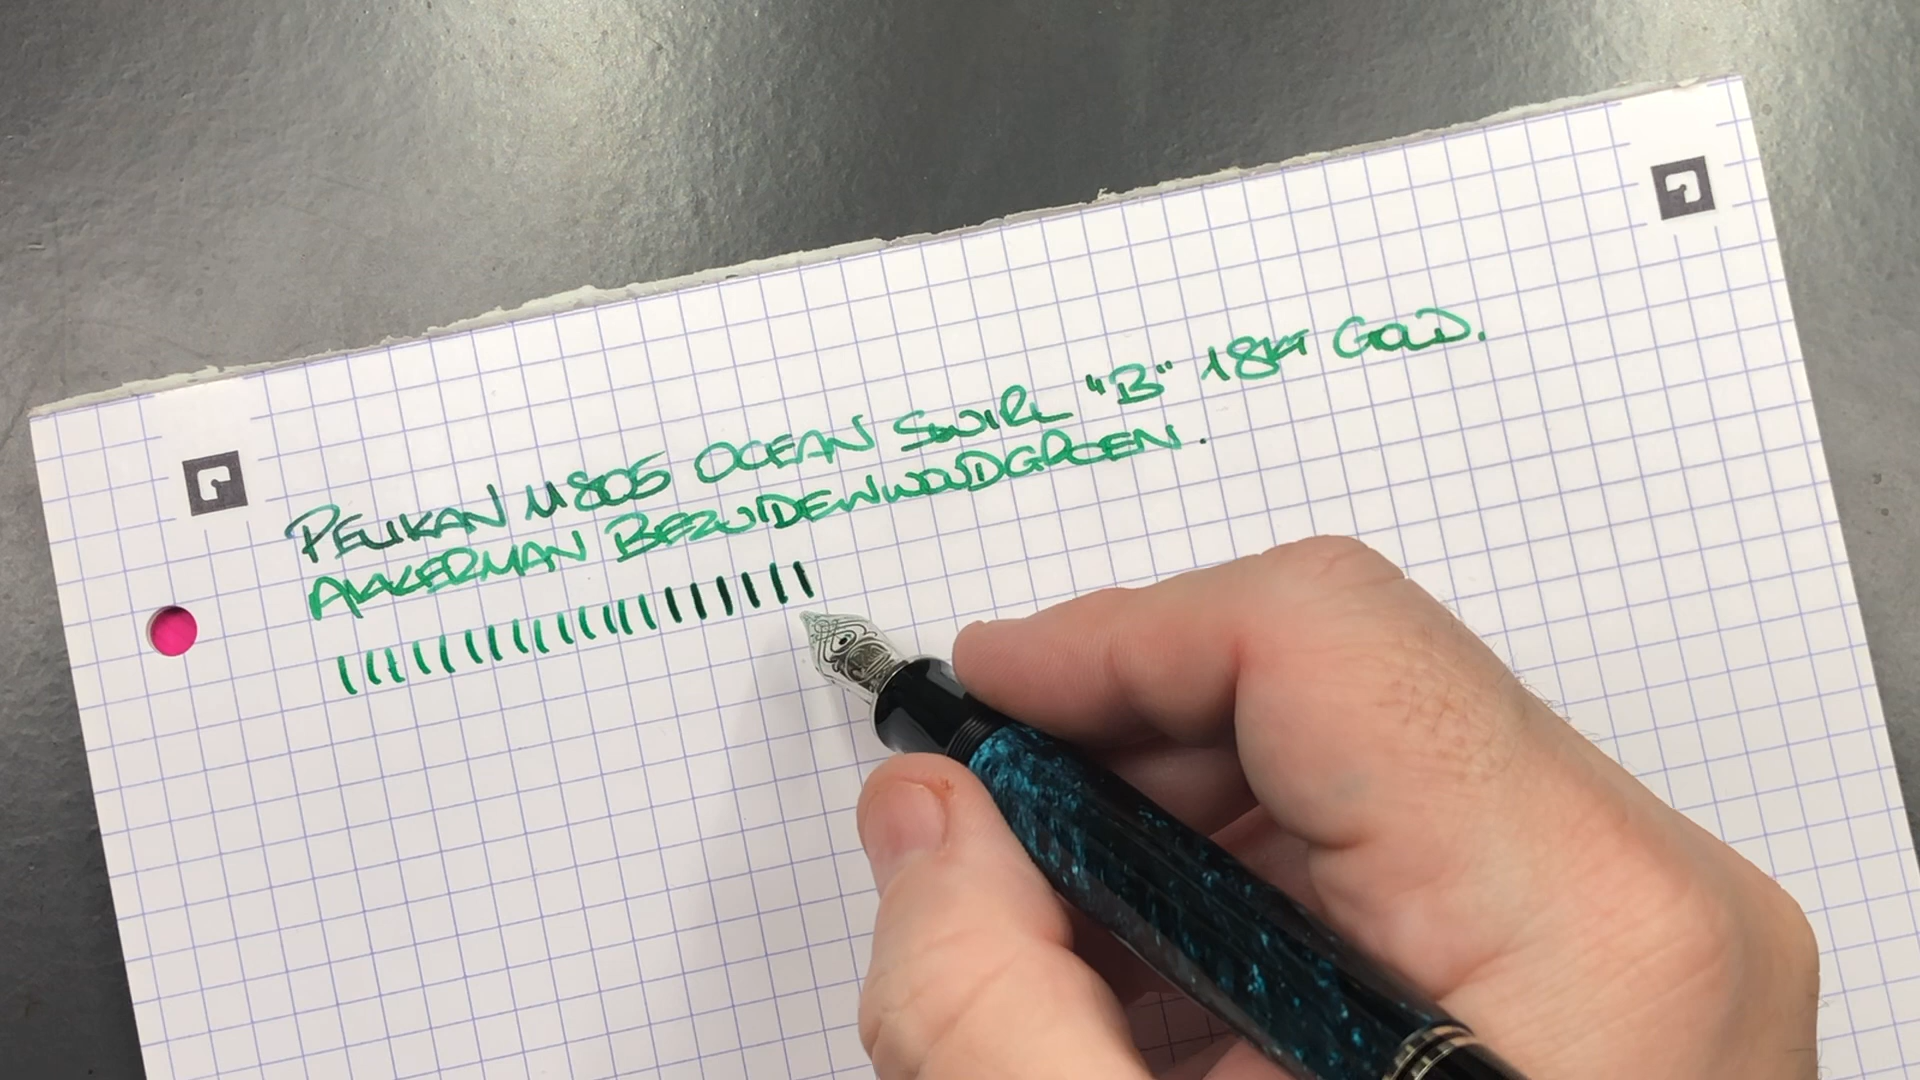 PELIKAN M805 OCEAN SWIRL "B" 18KT GOLD.
AKKERMAN BEZUIDENWOUDGROEN.